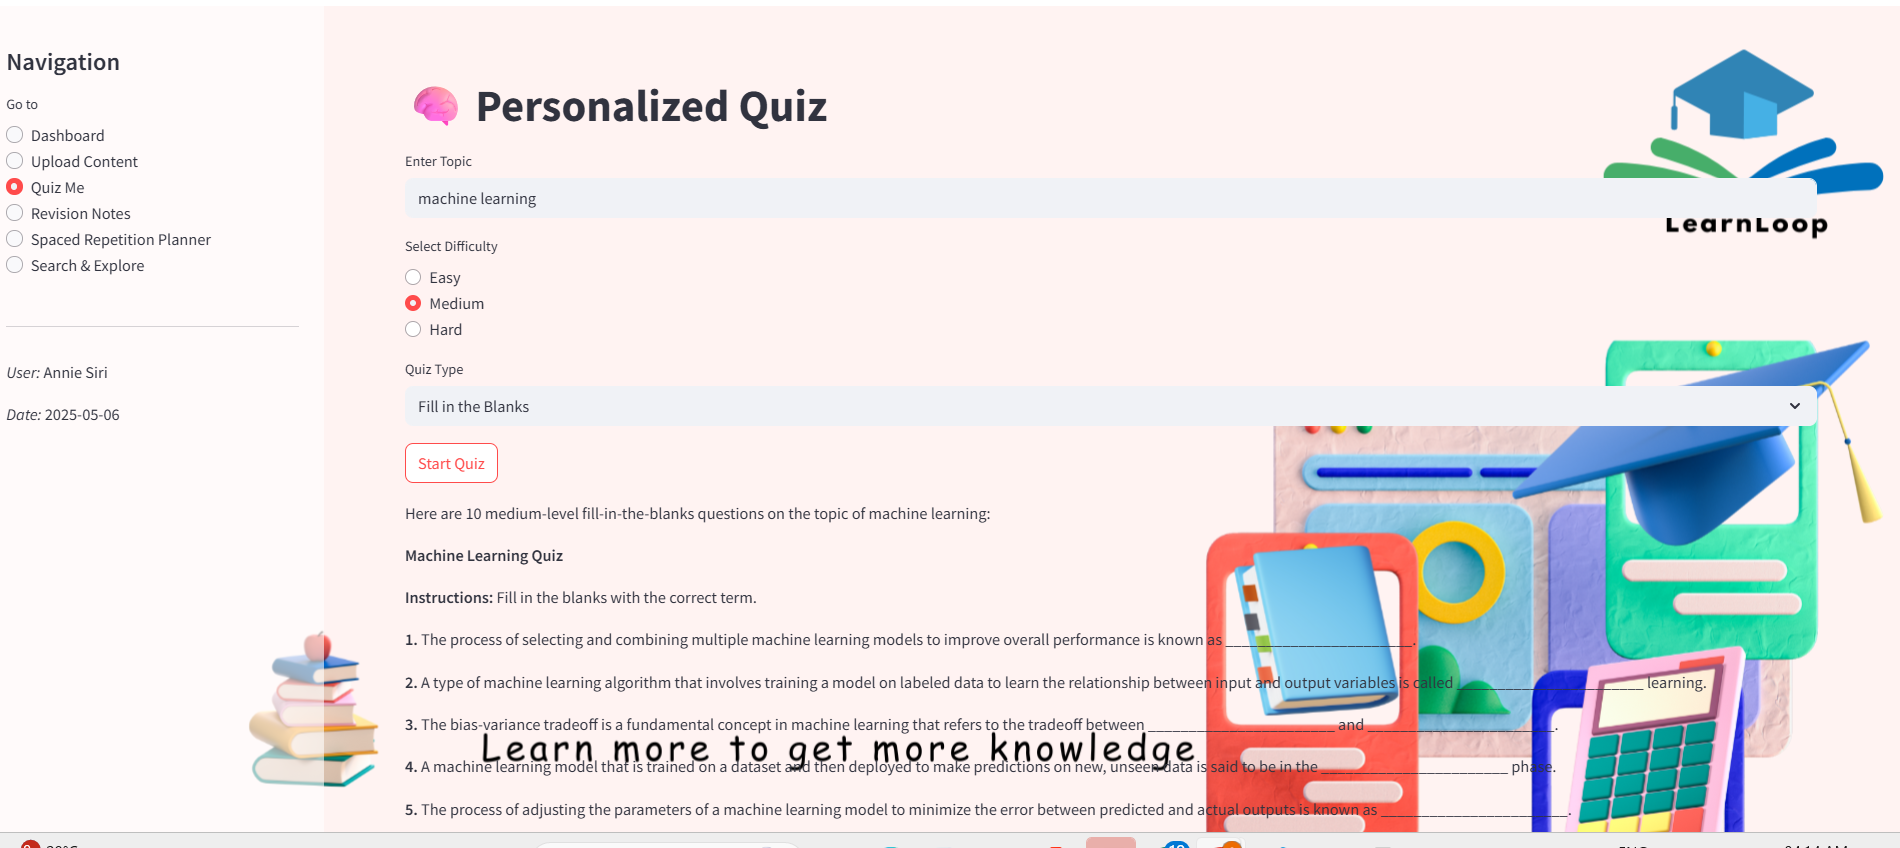 Navigation
Go to
Dashboard
Upload Content
Quiz Me
Revision Notes
Spaced Repetition Planner
Search & Explore
User: Annie Siri
Date: 2025-05-06
Personalized Quiz
LearnLoop
Enter Topic
machine learning
Select Difficulty
Easy
Medium
Hard
Quiz Type
Fill in the Blanks
Start Quiz
Here are 10 medium-level fill-in-the-blanks questions on the topic of machine learning:
Machine Learning Quiz
Instructions: Fill in the blanks with the correct term.
1. The process of selecting and combining multiple machine learning models to improve overall performance is known as ______________________.
2. A type of machine learning algorithm that involves training a model on labeled data to learn the relationship between input and output variables is called ______________________ learning.
3. The bias-variance tradeoff is a fundamental concept in machine learning that refers to the tradeoff between ______________________ and ______________________.
Learn more to get more knowledge
4. A machine learning model that is trained on a dataset and then deployed to make predictions on new, unseen data is said to be in the ______________________ phase.
5. The process of adjusting the parameters of a machine learning model to minimize the error between predicted and actual outputs is known as ______________________.